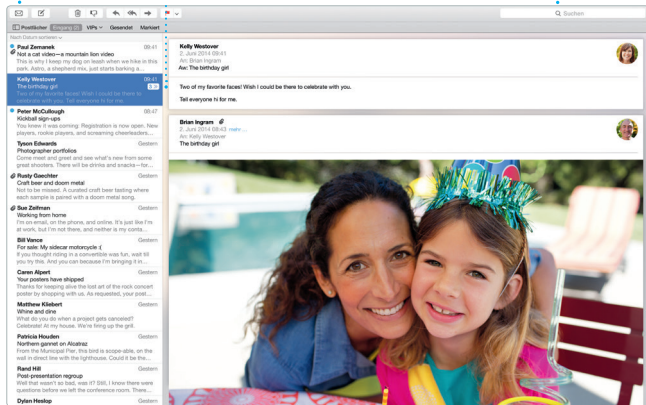 Suchen
Postfächer Eingang (2) VIPs Gesendet Markiert
Nach Datum sortieren
Paul Zemanek 09:41
Not a cat video—a mountain lion video
This is why I keep my dog on leash when we hike in this
park. Astro, a shepherd mix, just starts barking a…
Kelly Westover 09:41
The birthday girl
Two of my favorite faces! Wish I could be there to
celebrate with you. Tell everyone hi for me.
Peter McCullough 08:47
Kickball sign-ups
You knew it was coming: Registration is now open. New
players, rookie players, and screaming cheerleaders…
Tyson Edwards Gestern
Photographer portfolios
Come meet and greet and see what's new from some
great shooters. There will be drinks and snacks—for…
Rusty Gaechter Gestern
Craft beer and doom metal
Not to be missed. A curated craft beer tasting where
each sample is paired with a doom metal song.
Sue Zeifman Gestern
Working from home
I'm on email, on the phone, and online. It's just like I'm
at work, but I'm not there, and neither is my conta…
Bill Vance Gestern
For sale: My sidecar motorcycle :(
If you thought riding in a convertible was fun, wait till
you try this. And you can because I'm bringing it in…
Caren Alpert Gestern
Your posters have shipped
Thanks for keeping alive the lost art of the rock concert
poster by shopping with us. As requested, your post…
Matthew Kliebert Gestern
Whine and dine
What do you do when a project gets canceled?
Celebrate! At my house. We're firing up the grill.
Patricia Houden Gestern
Northern gannet on Alcatraz
From the Municipal Pier, this bird is scope-able, on the
wall in direct line with the lighthouse. Could it be the…
Rand Hill Gestern
Post-presentation regroup
Well that wasn't so bad, was it? Still, I know there were
questions before we left the conference room. There…
Dylan Heslop Gestern
Kelly Westover
2. Juni 2014 09:41
An: Brian Ingram
Aw: The birthday girl
Two of my favorite faces! Wish I could be there to celebrate with you.
Tell everyone hi for me.
Brian Ingram
2. Juni 2014 08:43 mehr ...
An: Kelly Westover
The birthday girl